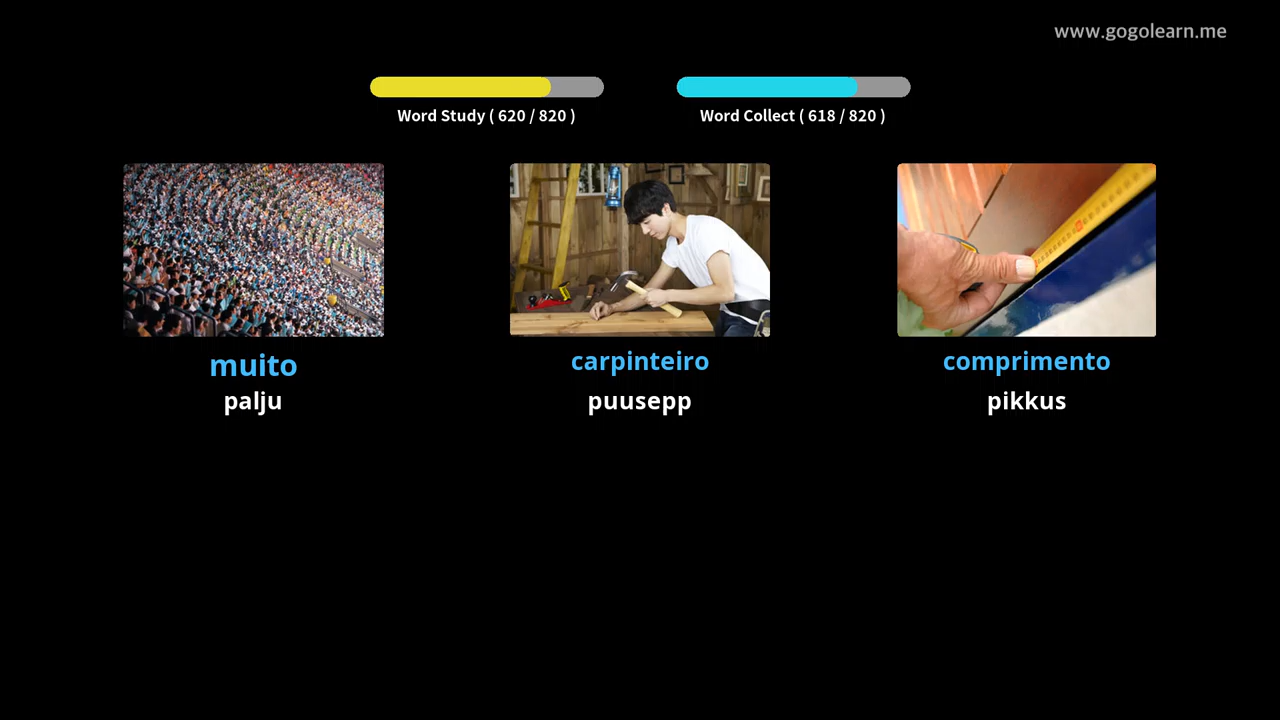 www.gogolearn.me
Word Study ( 620 / 820 )
Word Collect ( 618 / 820 )
muito
palju
carpinteiro
puusepp
comprimento
pikkus